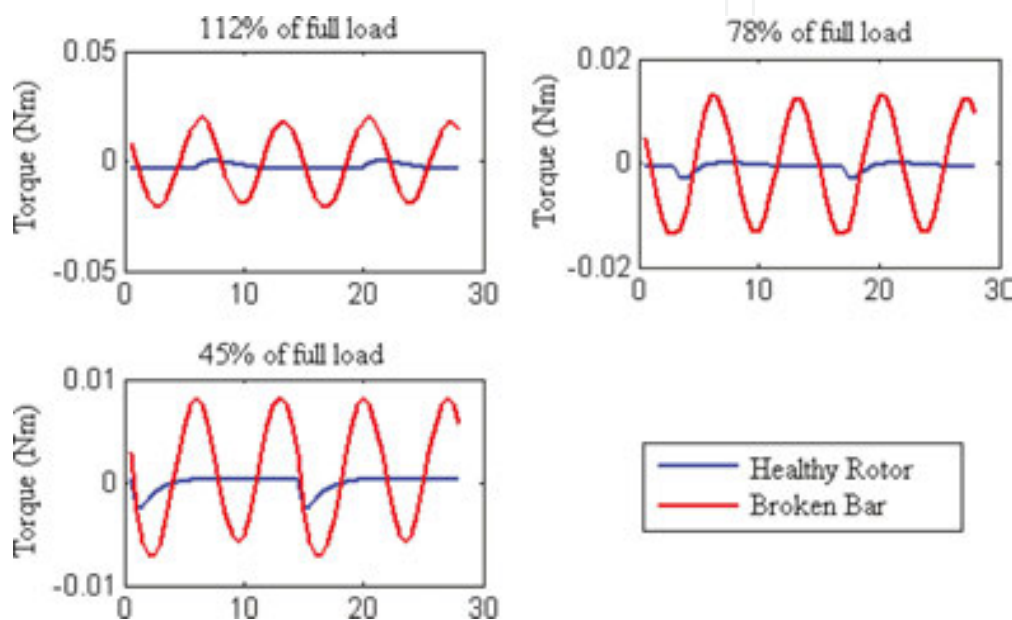 112% of full load
0.05
0
-0.05
Torque (Nm)
0 10 20 30
78% of full load
0.02
0
-0.02
Torque (Nm)
0 10 20 30
45% of full load
0.01
0
-0.01
Torque (Nm)
0 10 20 30
Healthy Rotor
Broken Bar